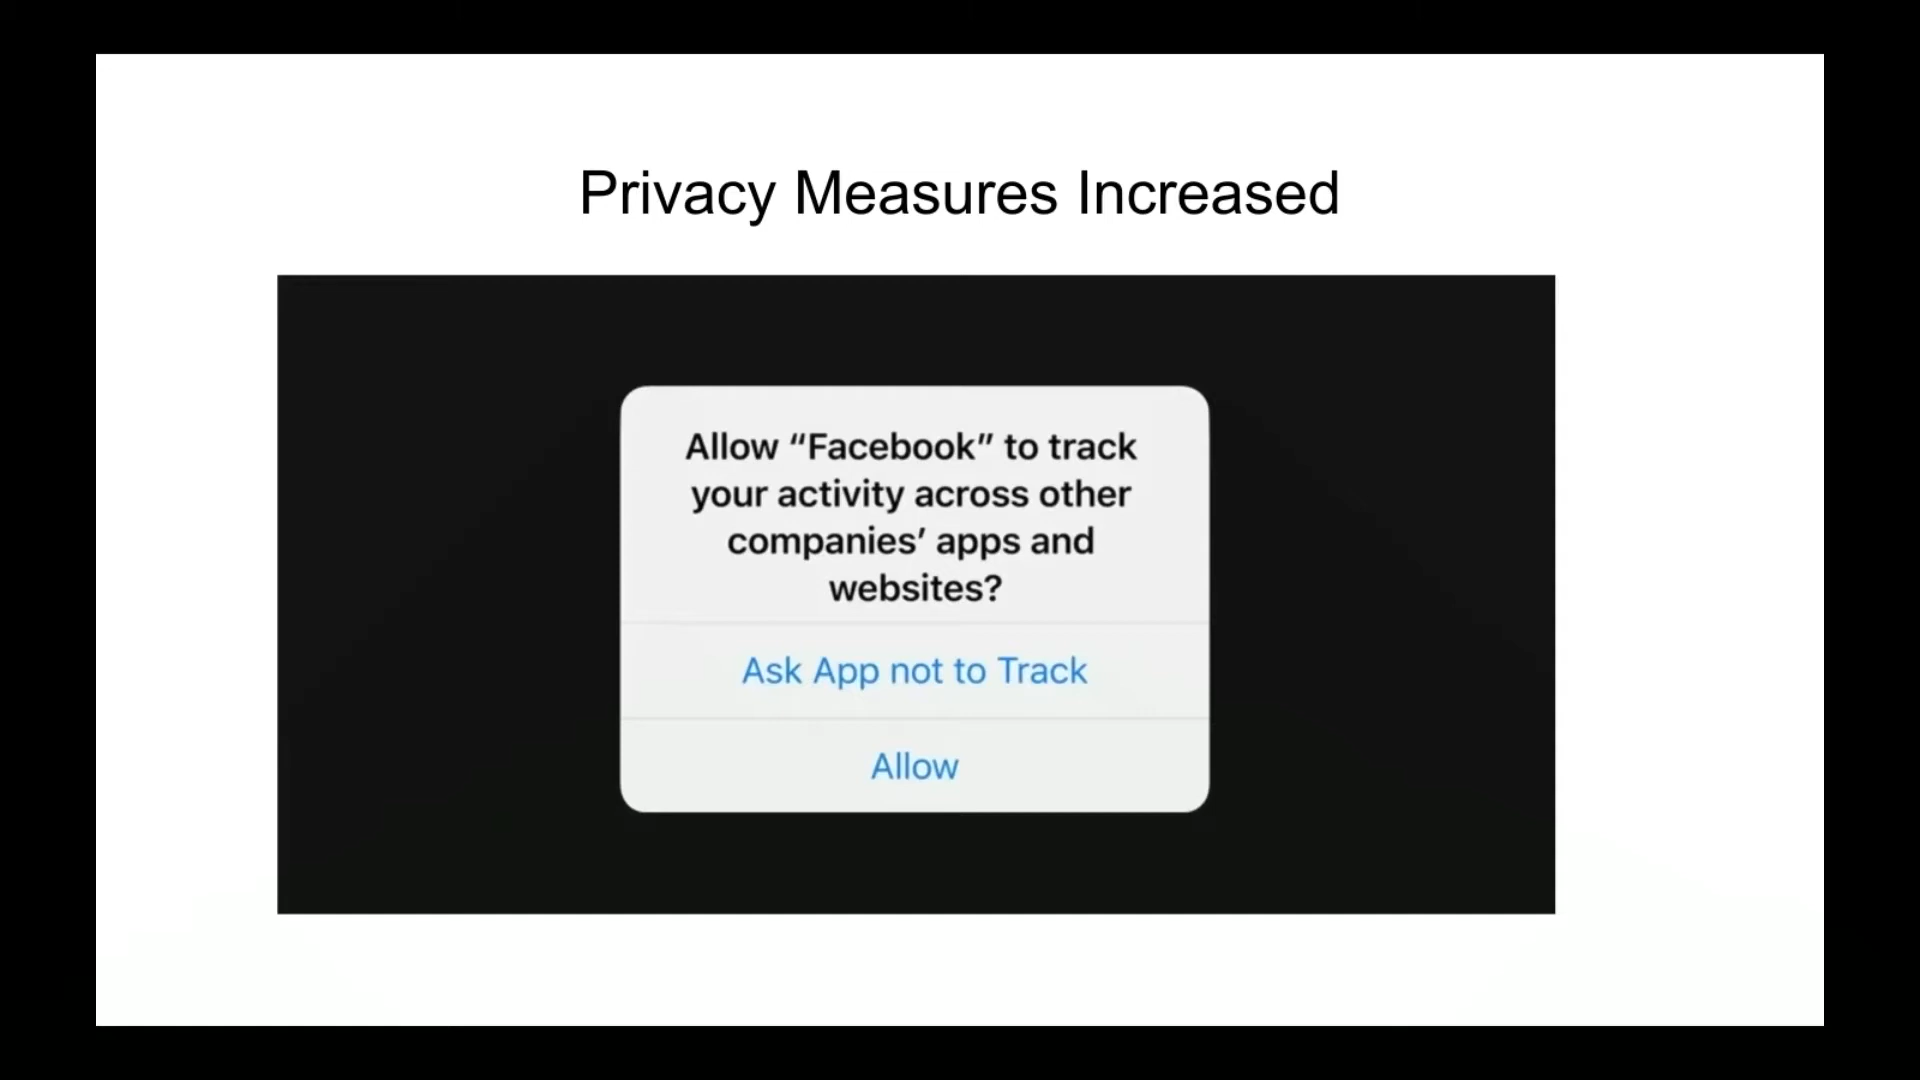 Privacy Measures Increased
Allow “Facebook” to track
your activity across other
companies’ apps and
websites?
Ask App not to Track
Allow